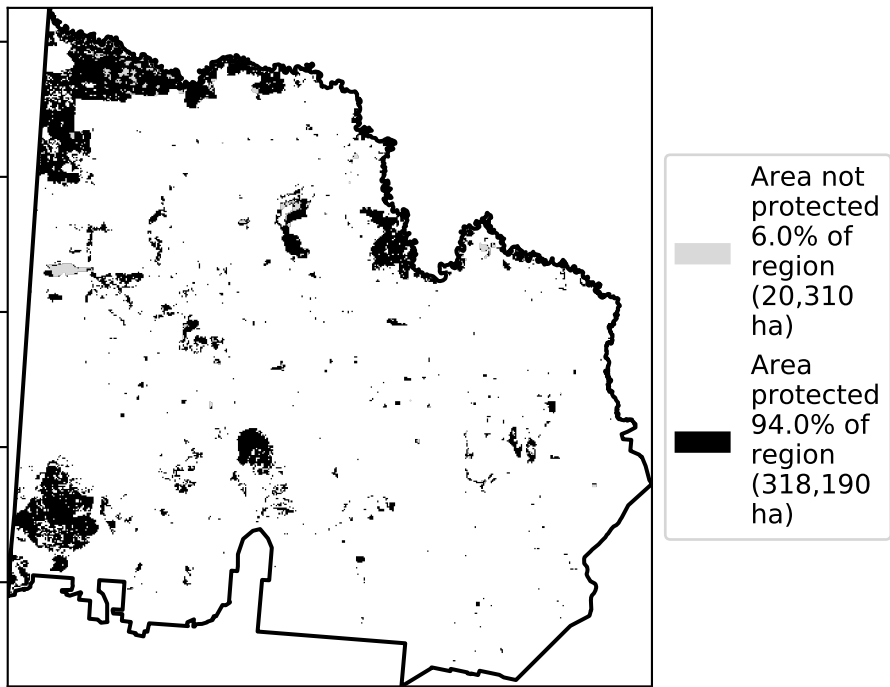 Area not
protected
6.0% of
region
(20,310
ha)
Area
protected
94.0% of
region
(318,190
ha)